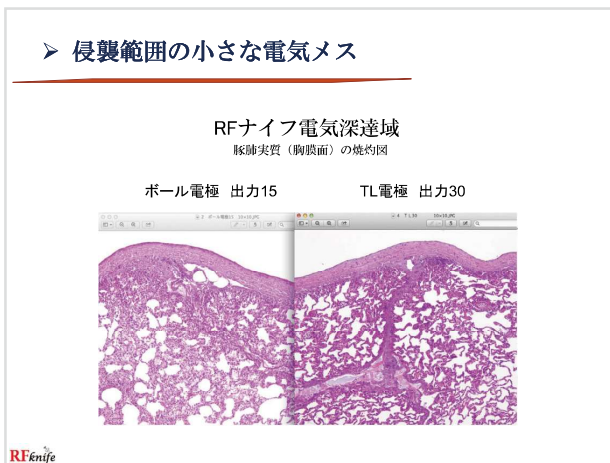 ➢ 侵襲範囲の小さな電気メス
RFナイフ電気深達域
豚肺実質（胸膜面）の焼灼図
ボール電極 出力15
TL電極 出力30
RFknife